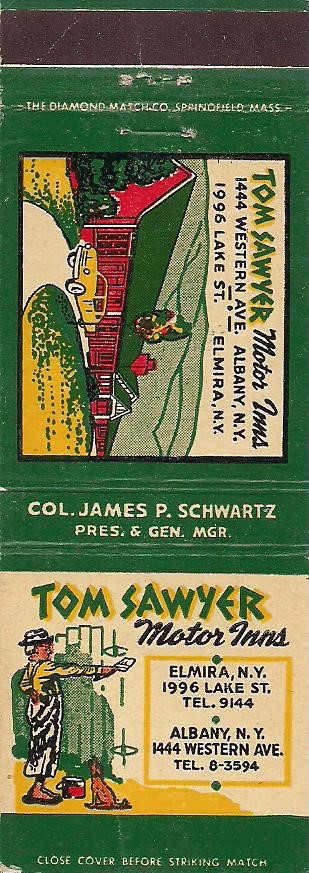 THE DIAMOND MATCH CO. SPRINGFIELD, MASS.
TOM SAWYER Motor Inns
1444 WESTERN AVE. ALBANY, N.Y.
1996 LAKE ST. ELMIRA, N.Y.
COL. JAMES P. SCHWARTZ
PRES. & GEN. MGR.
TOM SAWYER
Motor Inns
ELMIRA, N.Y.
1996 LAKE ST.
TEL. 9144
ALBANY, N.Y.
1444 WESTERN AVE.
TEL. 8-3594
CLOSE COVER BEFORE STRIKING MATCH